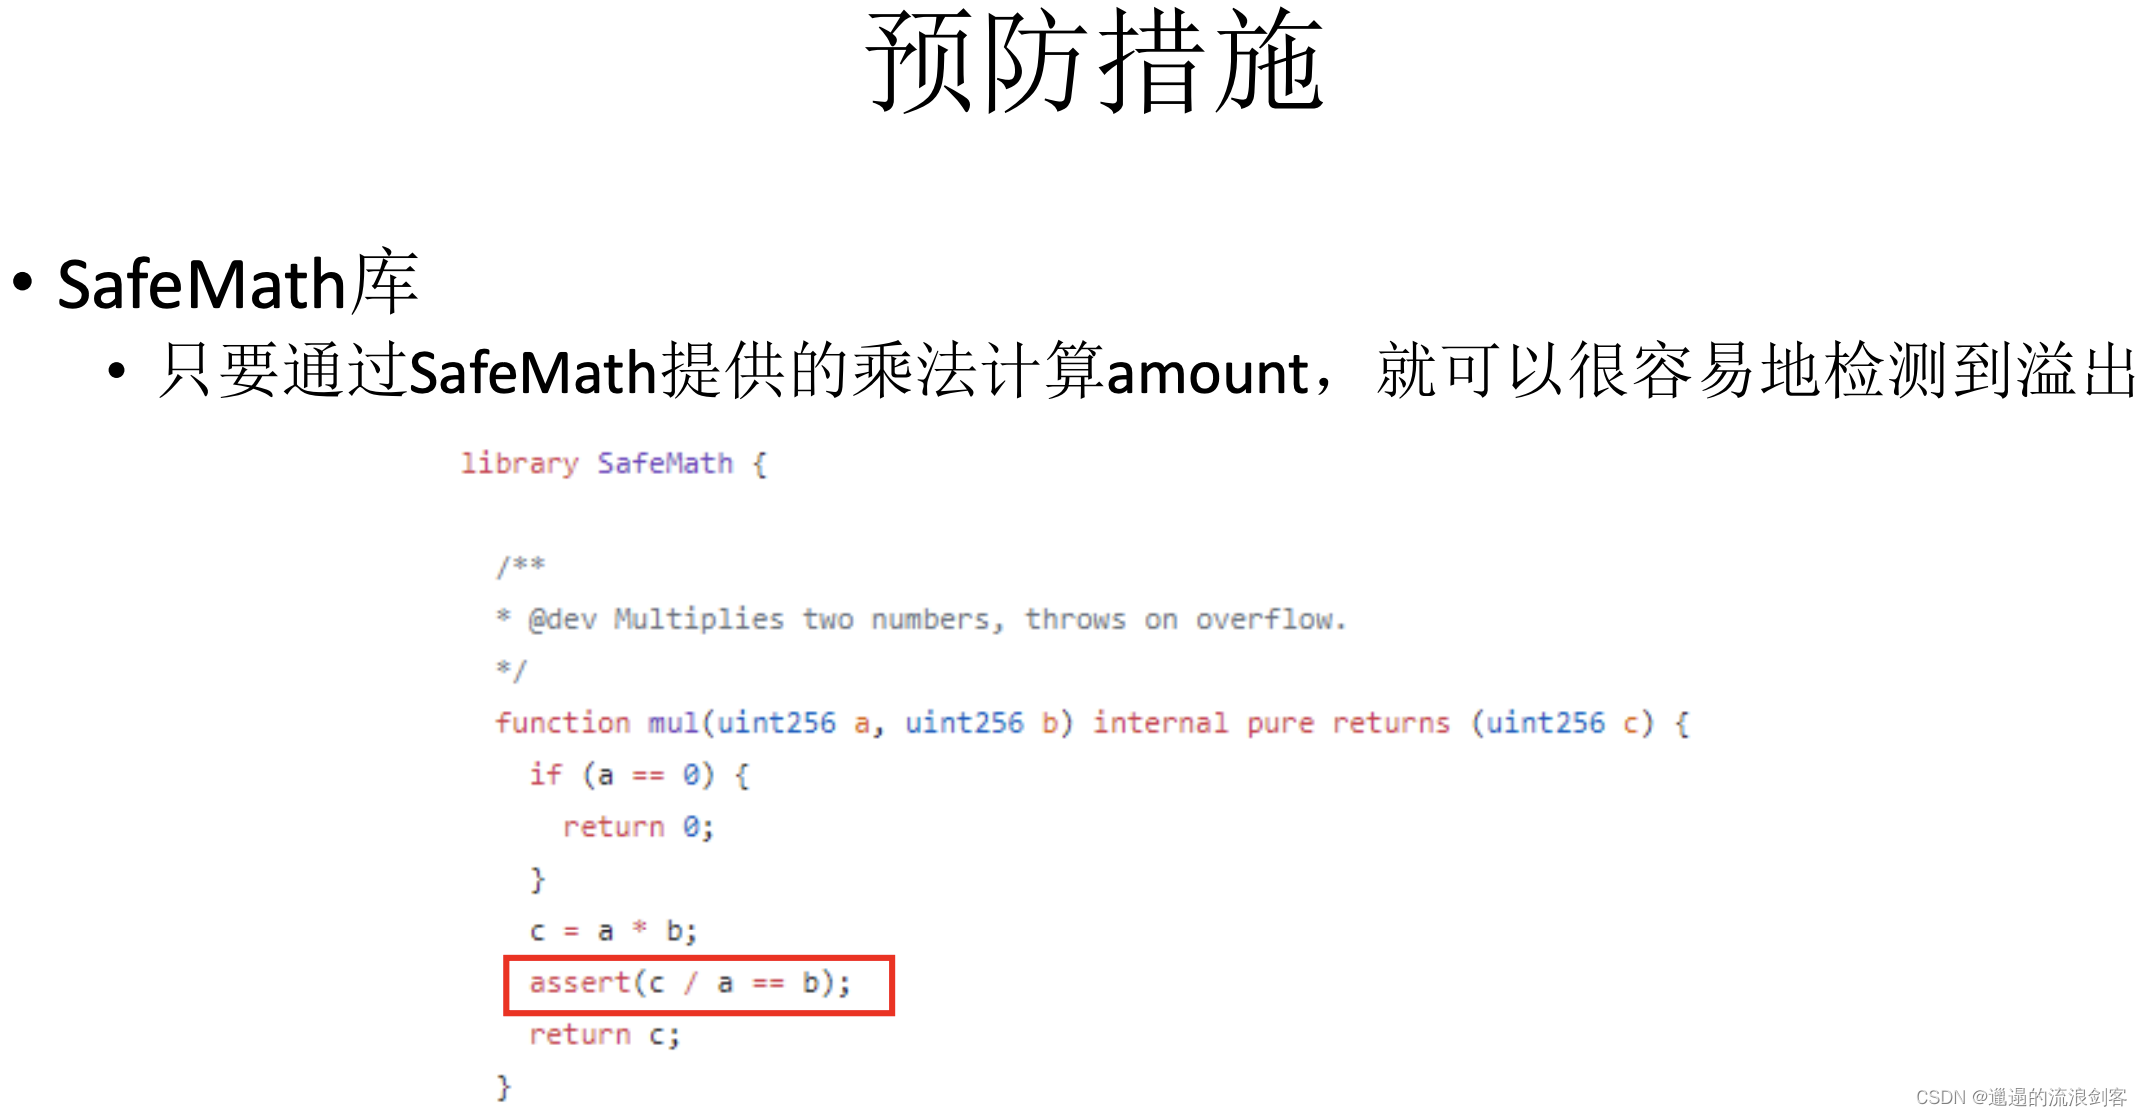 预防措施
• SafeMath库
• 只要通过SafeMath提供的乘法计算amount，就可以很容易地检测到溢出
library SafeMath {
/**
* @dev Multiplies two numbers, throws on overflow.
*/
function mul(uint256 a, uint256 b) internal pure returns (uint256 c) {
if (a == 0) {
return 0;
}
c = a * b;
assert(c / a == b);
return c;
}
CSDN @邋遢的流浪剑客